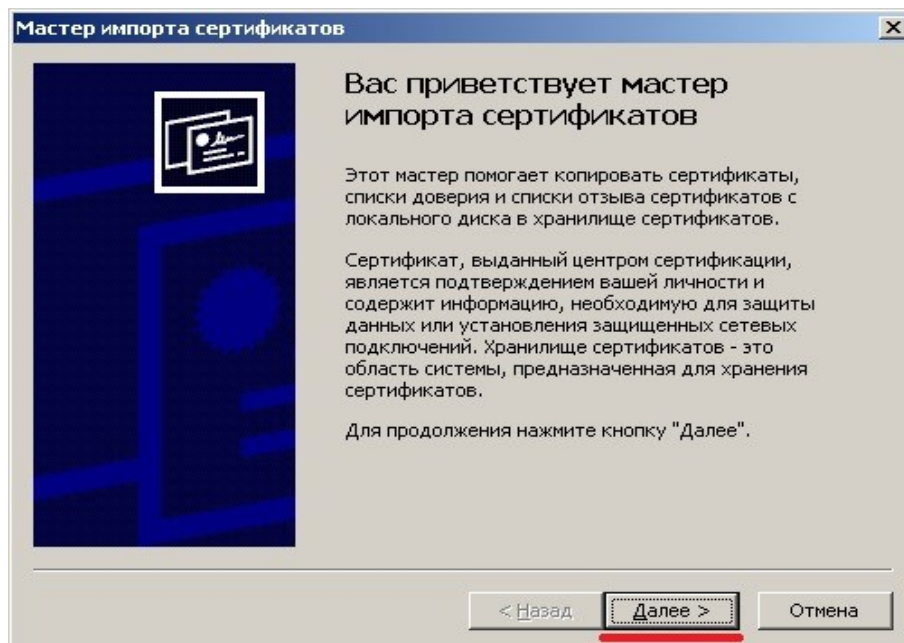 Мастер импорта сертификатов
Вас приветствует мастер
импорта сертификатов
Этот мастер помогает копировать сертификаты,
списки доверия и списки отзыва сертификатов с
локального диска в хранилище сертификатов.
Сертификат, выданный центром сертификации,
является подтверждением вашей личности и
содержит информацию, необходимую для защиты
данных или установления защищенных сетевых
подключений. Хранилище сертификатов - это
область системы, предназначенная для хранения
сертификатов.
Для продолжения нажмите кнопку "Далее".
< Назад Далее > Отмена